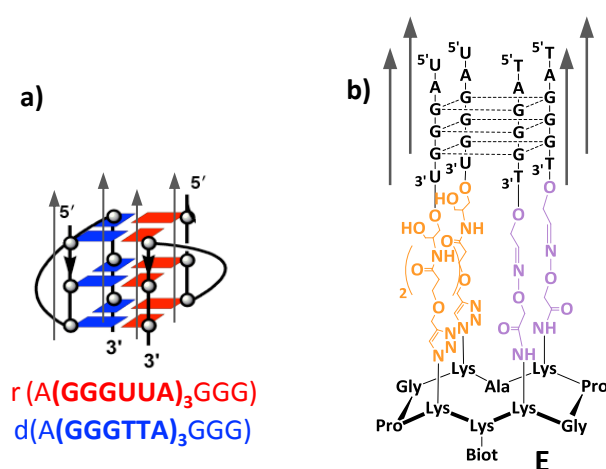 a)
5'
5'
3'
3'
r(A(GGGUUA)₃GGG)
d(A(GGGTTA)₃GGG)
b)
5' 5' 5' 5'
U U T T
A A A A
G G G G
G G G G
G G G G
3' U 3' U 3' T 3' T
O O O O
O
HO HO
NH NH
N N
O O
O O
2
O O
O O
N N N
N N N
NH NH
Lys Lys
Gly Ala Pro
Lys Lys
Pro Lys Gly
Biot
E